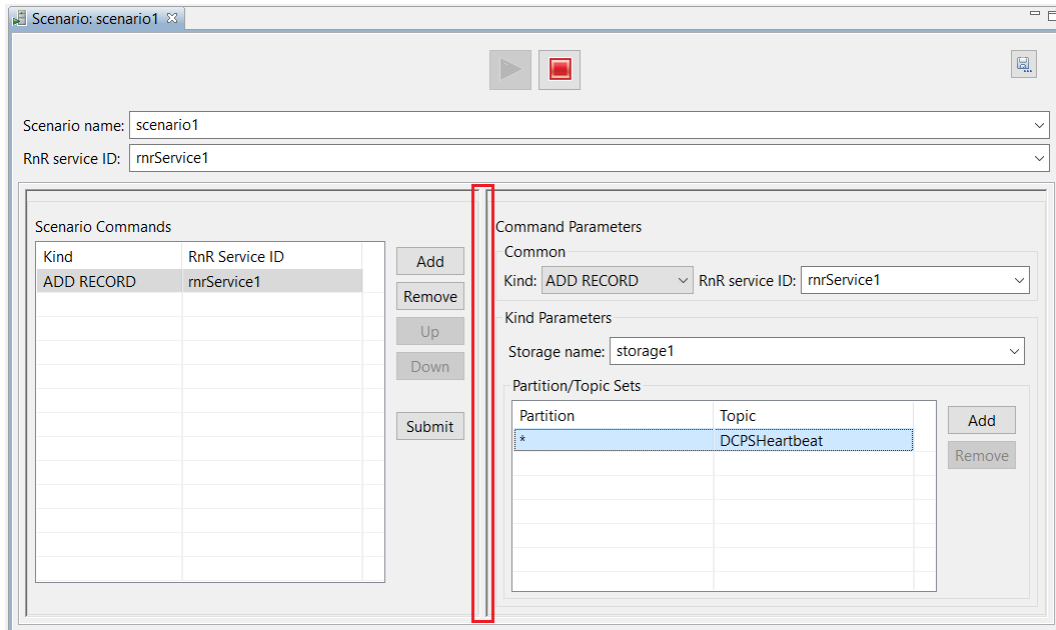 Scenario: scenario1
Scenario name: scenario1
RnR service ID: rnrService1
Scenario Commands
Kind RnR Service ID
ADD RECORD rnrService1
Add
Remove
Up
Down
Submit
Command Parameters
Common
Kind: ADD RECORD RnR service ID: rnrService1
Kind Parameters
Storage name: storage1
Partition/Topic Sets
Partition Topic
* DCPSHeartbeat
Add
Remove